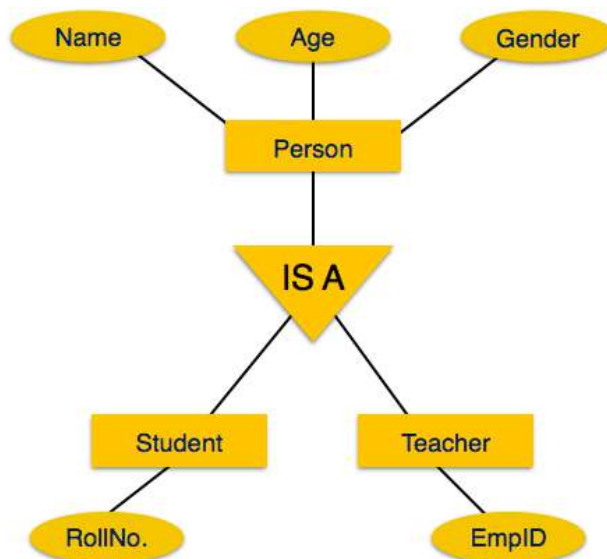 Name
Age
Gender
Person
IS A
Student
Teacher
RollNo.
EmpID